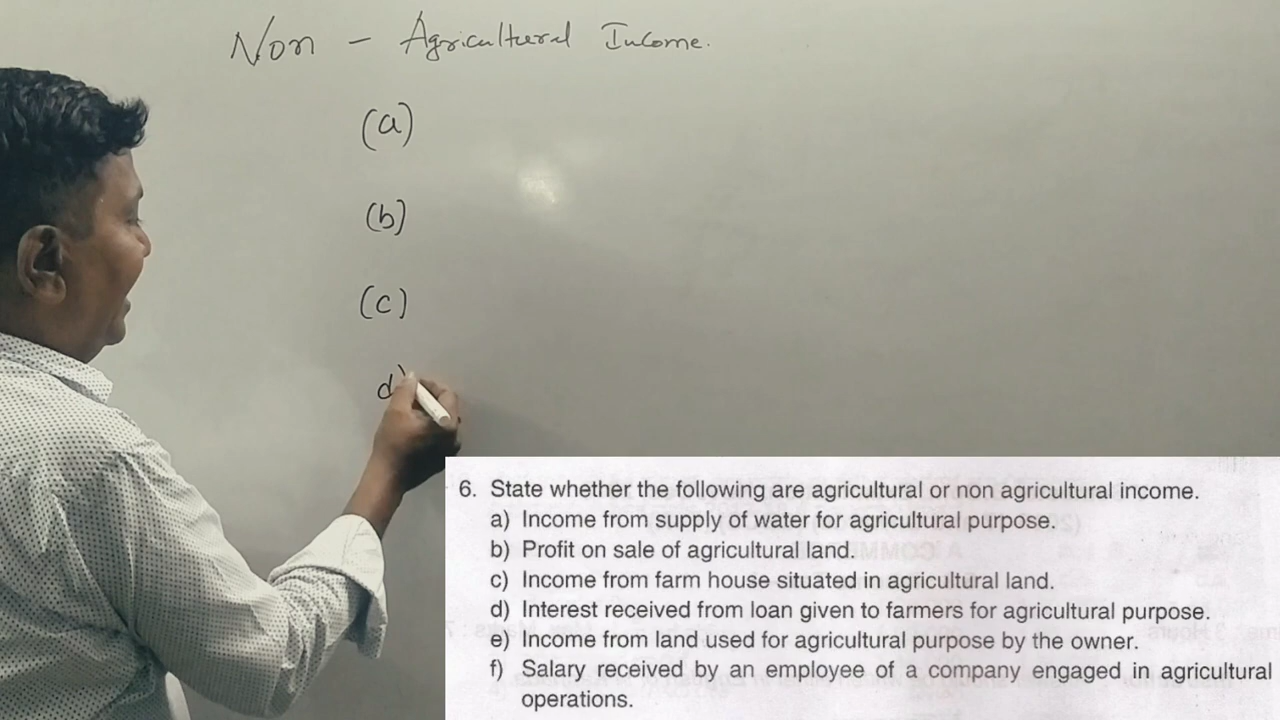 Non - Agricultural Income.
(a)
(b)
(c)
d)
6. State whether the following are agricultural or non agricultural income.
a) Income from supply of water for agricultural purpose.
b) Profit on sale of agricultural land.
c) Income from farm house situated in agricultural land.
d) Interest received from loan given to farmers for agricultural purpose.
e) Income from land used for agricultural purpose by the owner.
f) Salary received by an employee of a company engaged in agricultural
operations.